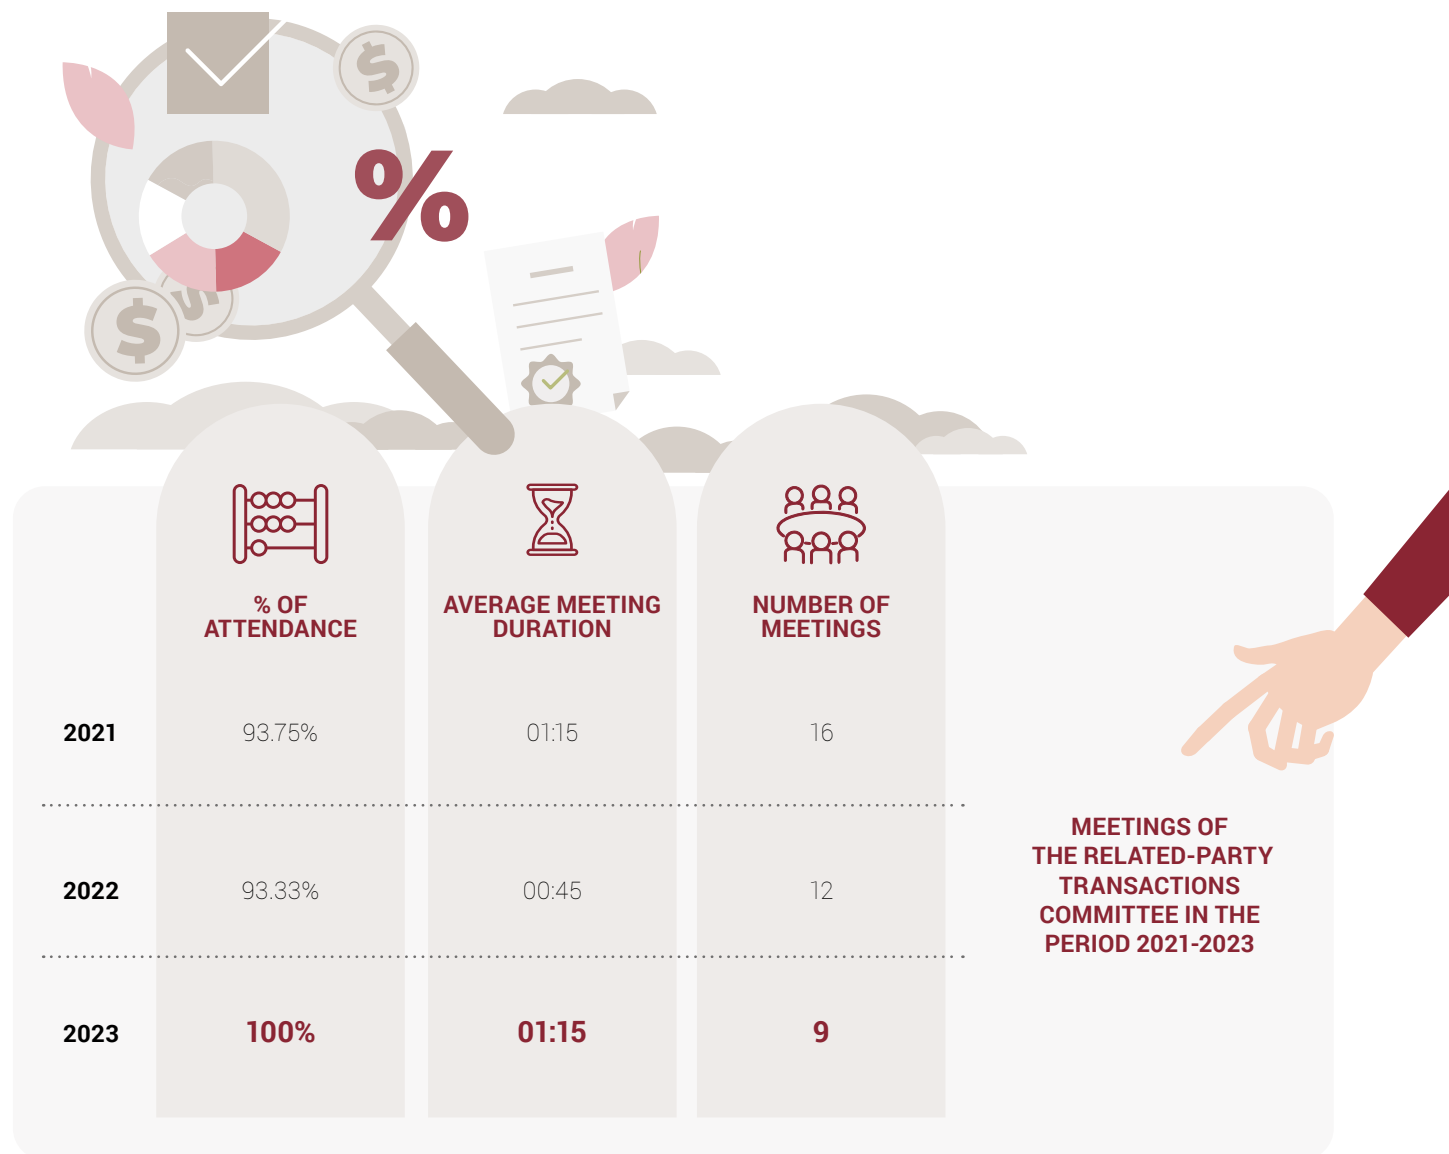 %
% OF
ATTENDANCE
AVERAGE MEETING
DURATION
NUMBER OF
MEETINGS
2021 93.75% 01:15 16
2022 93.33% 00:45 12
2023 100% 01:15 9
MEETINGS OF
THE RELATED-PARTY
TRANSACTIONS
COMMITTEE IN THE
PERIOD 2021-2023